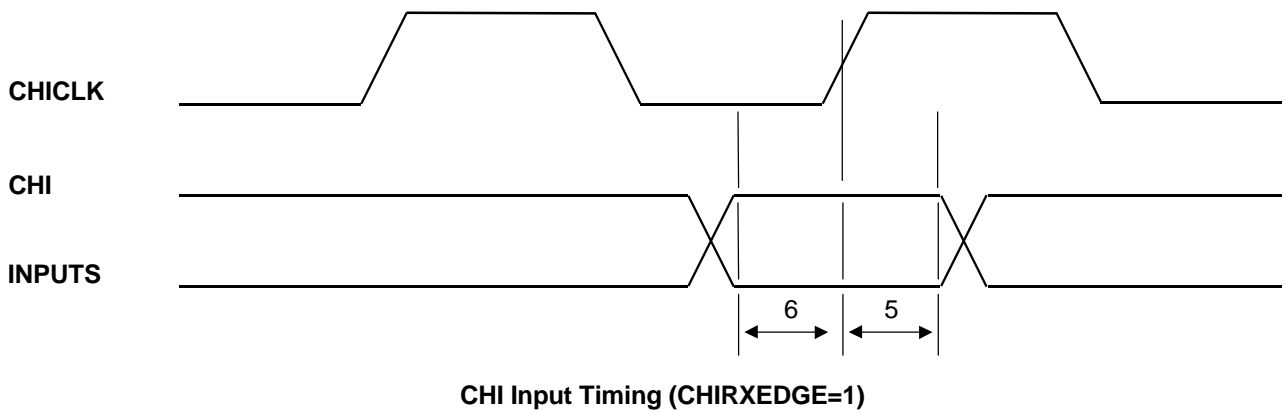 CHICLK
CHI
INPUTS
6
5
CHI Input Timing (CHIRXEDGE=1)